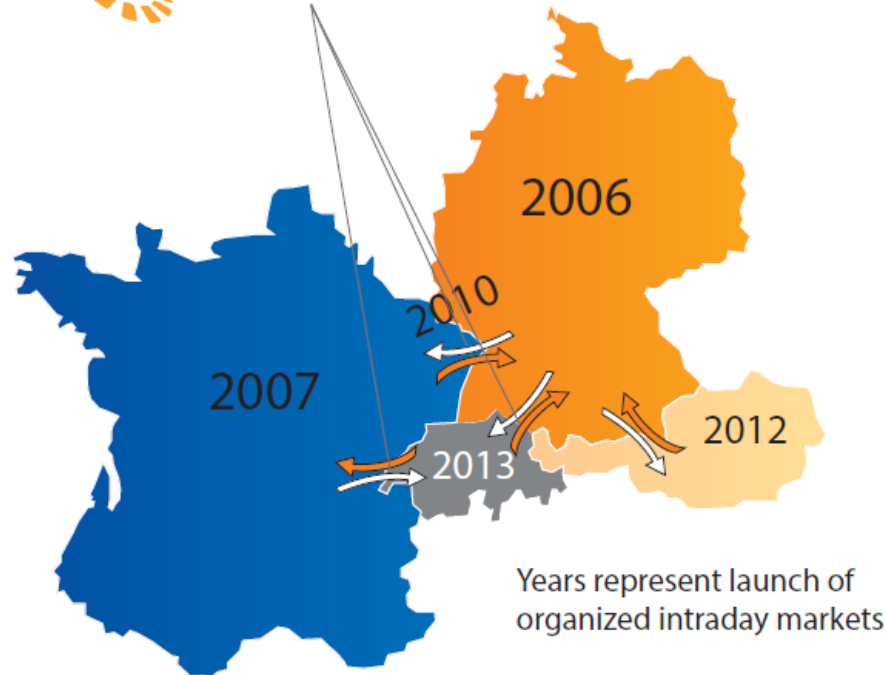 2006
2010
2007
2012
2013
Years represent launch of
organized intraday markets